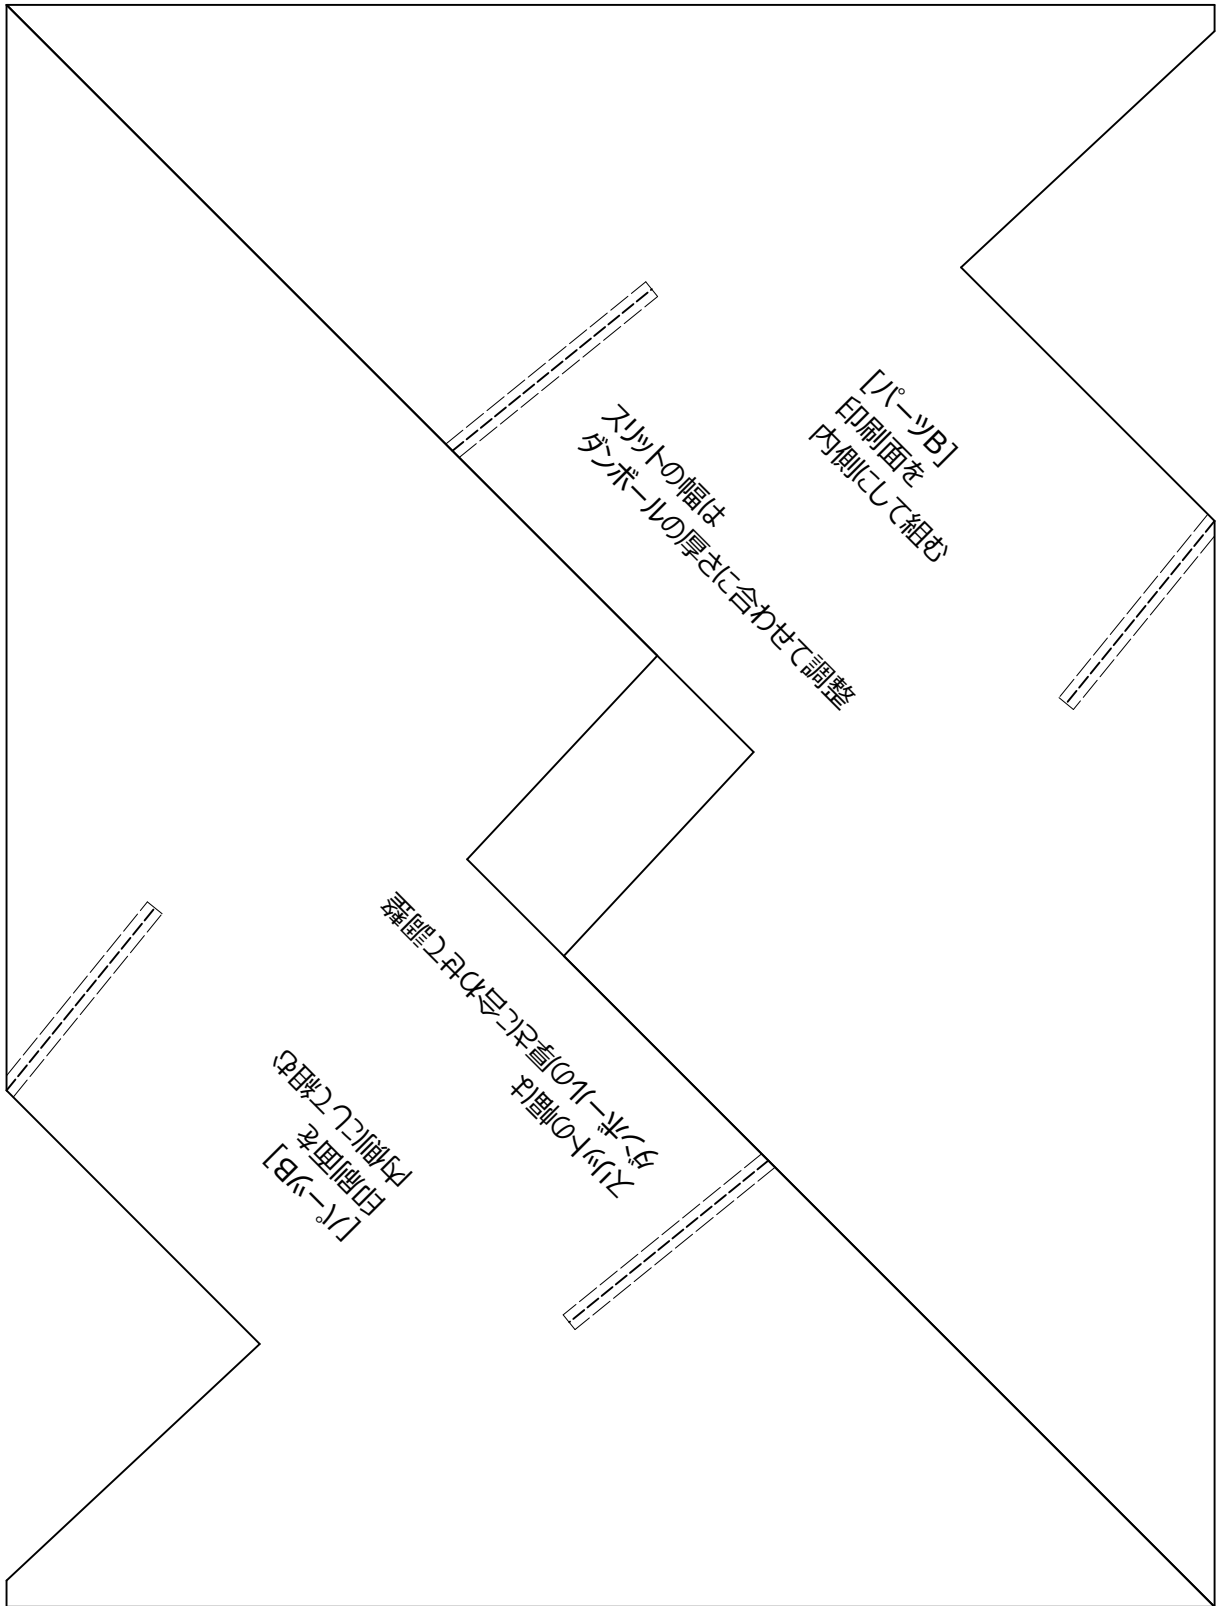 [パーツB]
印刷面を
内側にして組む
スリットの幅は
ダンボールの厚さに合わせて調整
スリットの幅は
ダンボールの厚さに合わせて調整
[パーツB]
印刷面を
内側にして組む